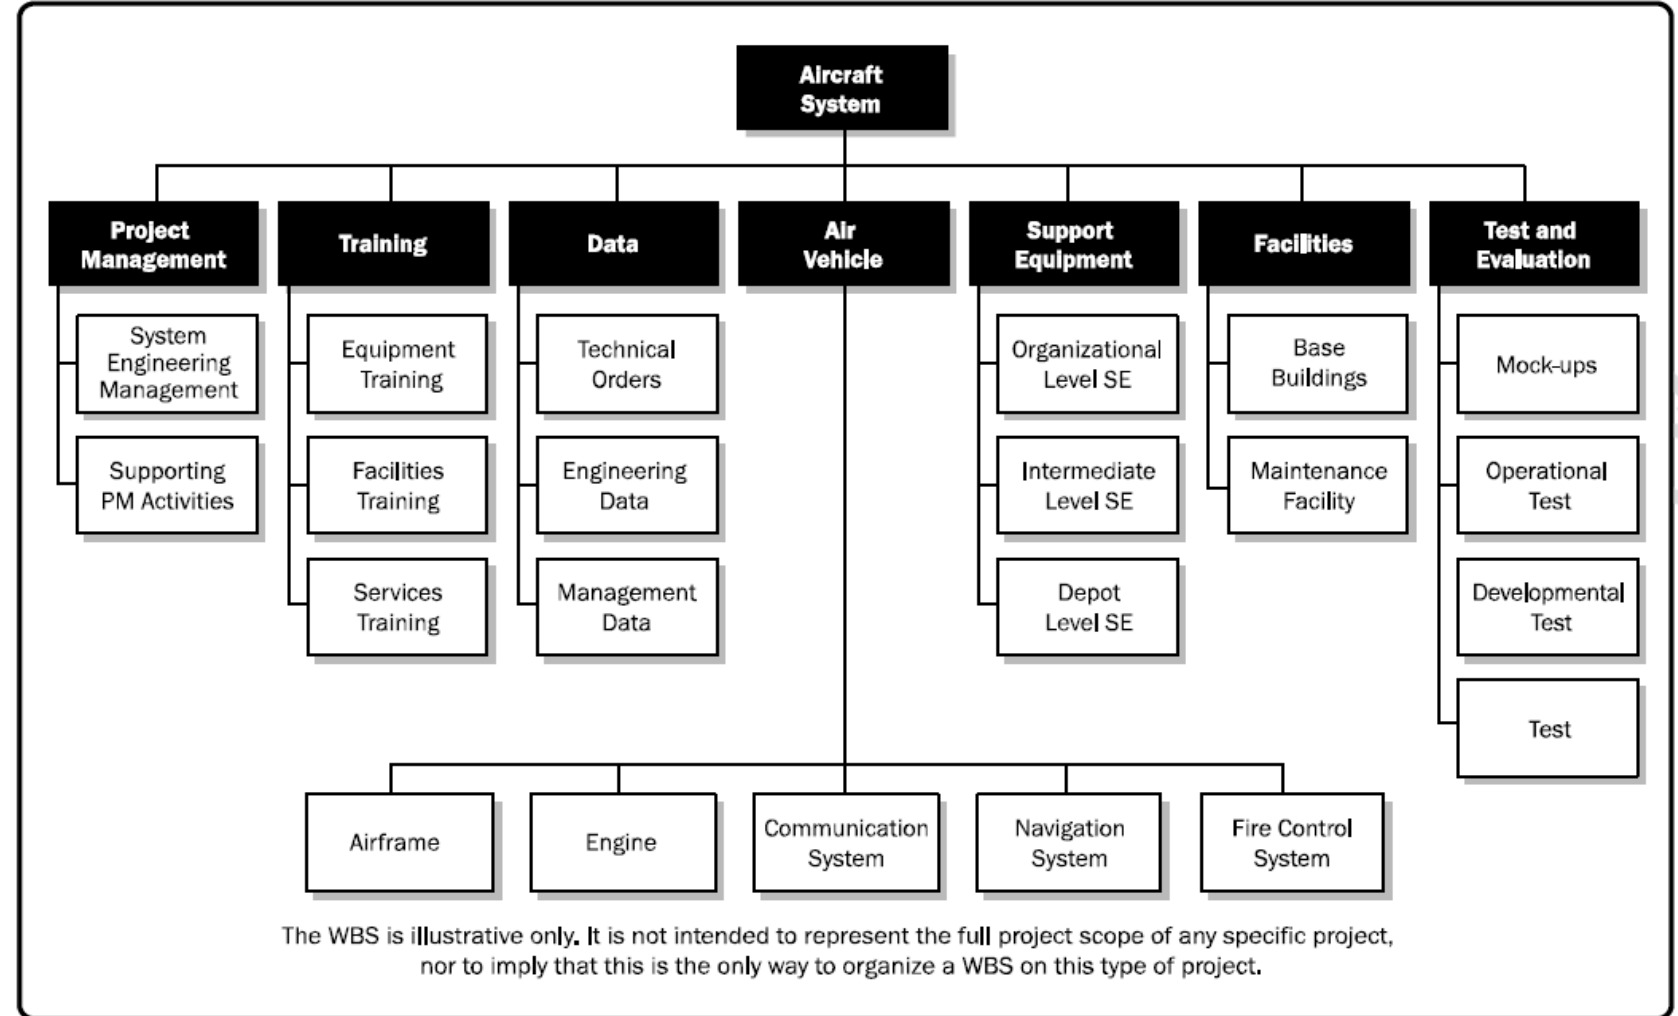 Aircraft
System
Project
Management
Training
Data
Air
Vehicle
Support
Equipment
Facilities
Test and
Evaluation
System
Engineering
Management
Supporting
PM Activities
Equipment
Training
Facilities
Training
Services
Training
Technical
Orders
Engineering
Data
Management
Data
Organizational
Level SE
Intermediate
Level SE
Depot
Level SE
Base
Buildings
Maintenance
Facility
Mock-ups
Operational
Test
Developmental
Test
Test
Airframe
Engine
Communication
System
Navigation
System
Fire Control
System
The WBS is illustrative only. It is not intended to represent the full project scope of any specific project,
nor to imply that this is the only way to organize a WBS on this type of project.